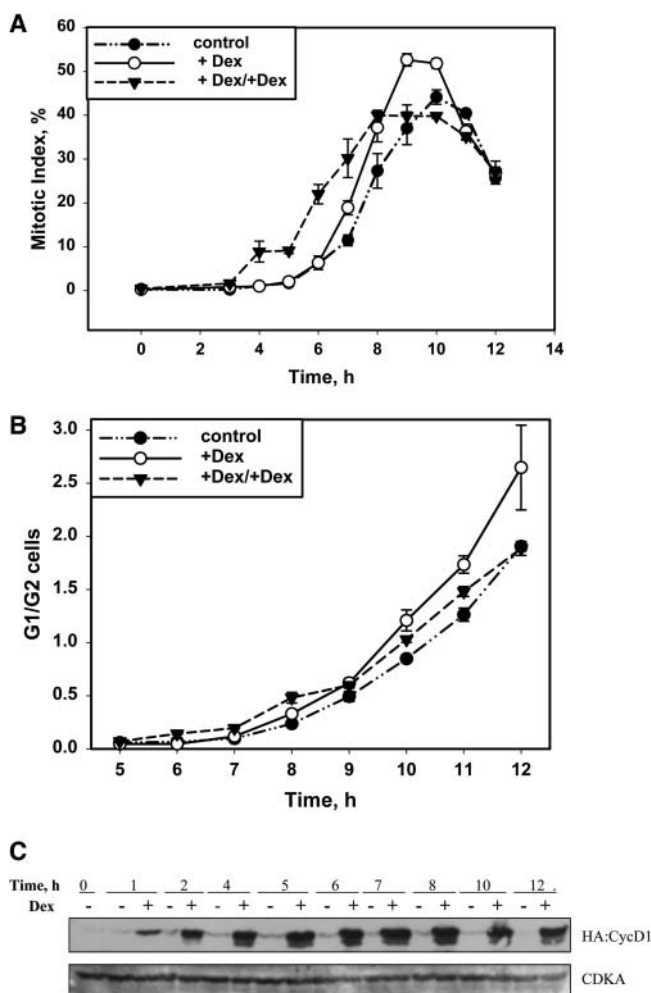 A
control
+ Dex
+ Dex/+Dex
Mitotic Index, %
60
50
40
30
20
10
0
0 2 4 6 8 10 12 14
Time, h
B
control
+Dex
+Dex/+Dex
G1/G2 cells
3.0
2.5
2.0
1.5
1.0
0.5
0.0
5 6 7 8 9 10 11 12
Time, h
C
Time, h 0 1 2 4 5 6 7 8 10 12 .
Dex - - + - + - + - + - + - + - + - + - +
HA:CycD1
CDKA